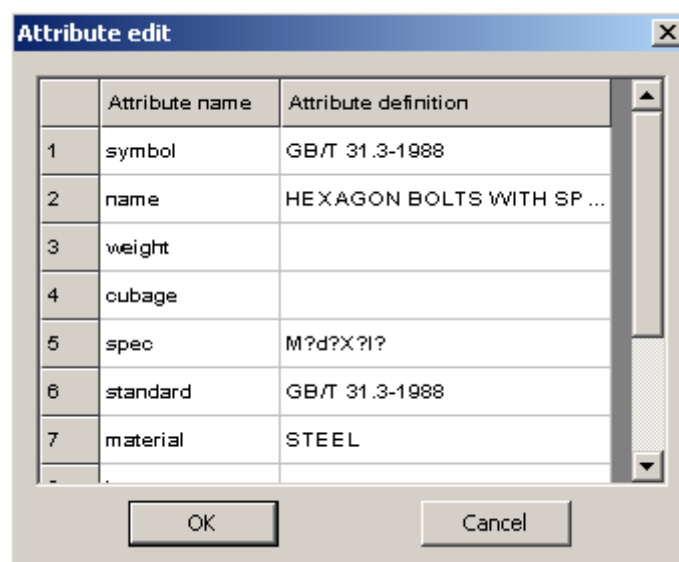 Attribute edit
Attribute name Attribute definition
1 symbol GB/T 31.3-1988
2 name HEXAGON BOLTS WITH SP ...
3 weight
4 cubage
5 spec M?d?X?l?
6 standard GB/T 31.3-1988
7 material STEEL
OK Cancel